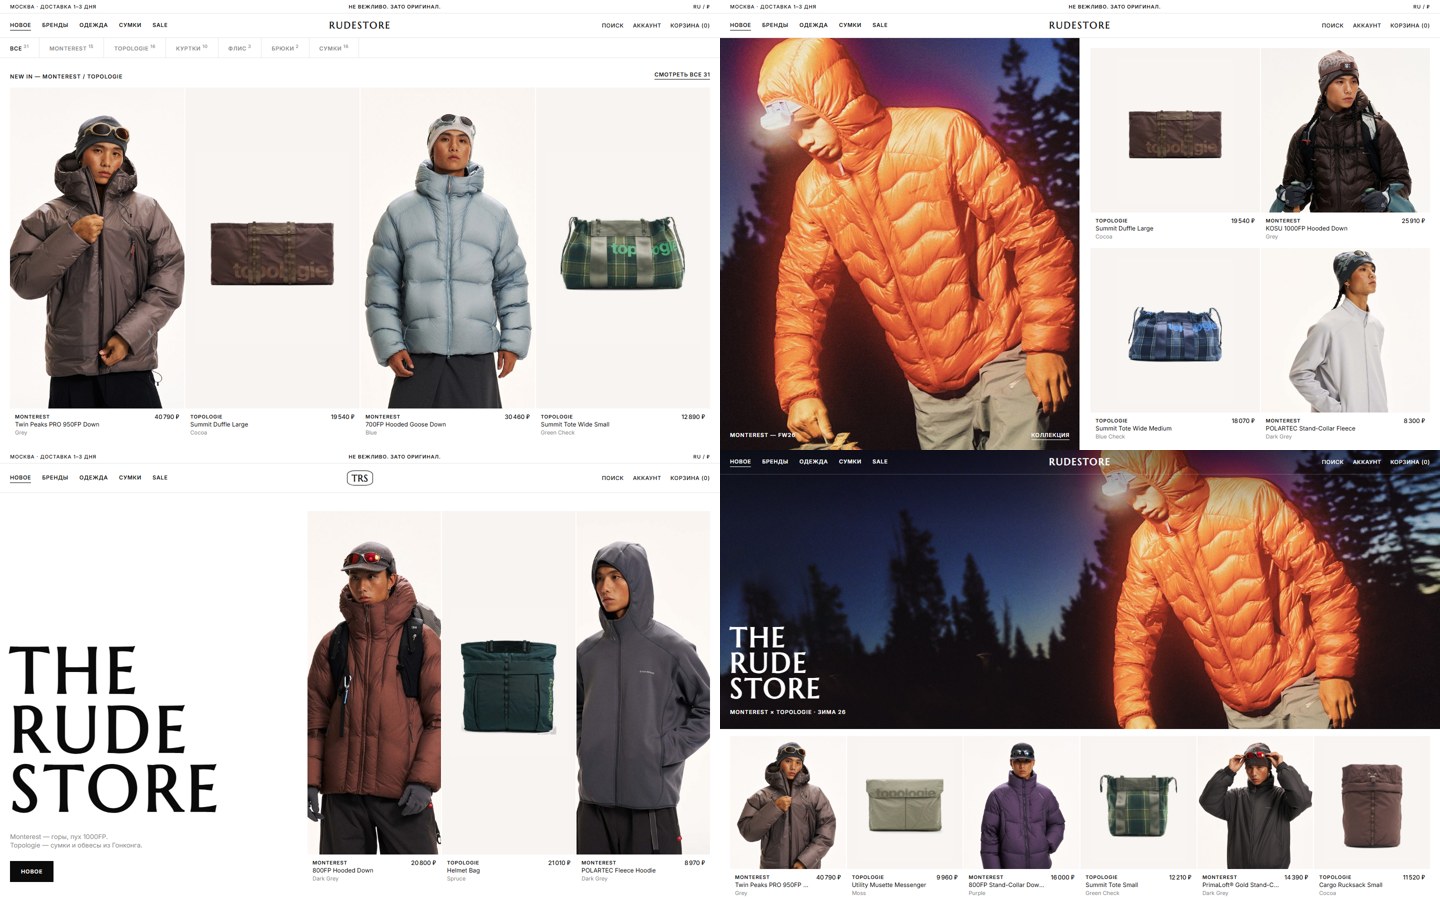 МОСКВА · ДОСТАВКА 1–3 ДНЯ
НЕ ВЕЖЛИВО. ЗАТО ОРИГИНАЛ.
RU / ₽
НОВОЕ БРЕНДЫ ОДЕЖДА СУМКИ SALE
RUDESTORE
ПОИСК АККАУНТ КОРЗИНА (0)
ВСЕ 31 MONTEREST 15 TOPOLOGIE 16 КУРТКИ 10 ФЛИС 3 БРЮКИ 2 СУМКИ 16
NEW IN — MONTEREST / TOPOLOGIE
СМОТРЕТЬ ВСЕ 31
topologie
topologie
MONTEREST 40 790 ₽
Twin Peaks PRO 950FP Down
Grey
TOPOLOGIE 19 540 ₽
Summit Duffle Large
Cocoa
MONTEREST 30 460 ₽
700FP Hooded Goose Down
Blue
TOPOLOGIE 12 890 ₽
Summit Tote Wide Small
Green Check
МОСКВА · ДОСТАВКА 1–3 ДНЯ
НЕ ВЕЖЛИВО. ЗАТО ОРИГИНАЛ.
RU / ₽
НОВОЕ БРЕНДЫ ОДЕЖДА СУМКИ SALE
RUDESTORE
ПОИСК АККАУНТ КОРЗИНА (0)
MONTEREST — FW26
КОЛЛЕКЦИЯ
topologie
TOPOLOGIE 19 540 ₽
Summit Duffle Large
Cocoa
MONTEREST 25 910 ₽
KOSU 1000FP Hooded Down
Grey
topologie
TOPOLOGIE 18 070 ₽
Summit Tote Wide Medium
Blue Check
MONTEREST 8 300 ₽
POLARTEC Stand-Collar Fleece
Dark Grey
МОСКВА · ДОСТАВКА 1–3 ДНЯ
НЕ ВЕЖЛИВО. ЗАТО ОРИГИНАЛ.
RU / ₽
НОВОЕ БРЕНДЫ ОДЕЖДА СУМКИ SALE
TRS
ПОИСК АККАУНТ КОРЗИНА (0)
THE
RUDE
STORE
Monterest — горы, пух 1000FP.
Topologie — сумки и обвесы из Гонконга.
НОВОЕ
MONTEREST 20 800 ₽
800FP Hooded Down
Dark Grey
TOPOLOGIE 21 010 ₽
Helmet Bag
Spruce
MONTEREST 8 970 ₽
POLARTEC Fleece Hoodie
Dark Grey
НОВОЕ БРЕНДЫ ОДЕЖДА СУМКИ SALE
RUDESTORE
ПОИСК АККАУНТ КОРЗИНА (0)
THE
RUDE
STORE
MONTEREST × TOPOLOGIE · ЗИМА 26
topologie
MONTEREST 40 790 ₽
Twin Peaks PRO 950FP ...
Grey
TOPOLOGIE 9 960 ₽
Utility Musette Messenger
Moss
MONTEREST 16 000 ₽
800FP Stand-Collar Dow...
Purple
TOPOLOGIE 12 210 ₽
Summit Tote Small
Green Check
MONTEREST 14 390 ₽
PrimaLoft® Gold Stand-C...
Dark Grey
TOPOLOGIE 11 520 ₽
Cargo Rucksack Small
Cocoa